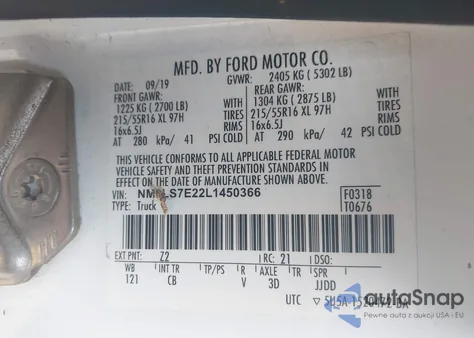 MFD. BY FORD MOTOR CO.
DATE: 09/19 GVWR: 2405 KG ( 5302 LB)
FRONT GAWR: REAR GAWR:
1225 KG ( 2700 LB) 1304 KG ( 2875 LB)
215/55R16 XL 97H TIRES 215/55R16 XL 97H TIRES
16x6.5J RIMS 16x6.5J RIMS
AT 280 kPa/ 41 PSI COLD AT 290 kPa/ 42 PSI COLD
THIS VEHICLE CONFORMS TO ALL APPLICABLE FEDERAL MOTOR
VEHICLE SAFETY AND THEFT PREVENTION STANDARDS IN
EFFECT ON THE DATE OF MANUFACTURE SHOWN ABOVE.
VIN: LS7E22L1450366 F0318
TYPE: Truck T0676
EXT PNT: Z2 RC: 21 DSO:
WB INT TR TP/PS R AXLE TR SPR
121 CB V 3D JJDD
UTC
autoSnap
Pewne auta z aukcji USA - EU